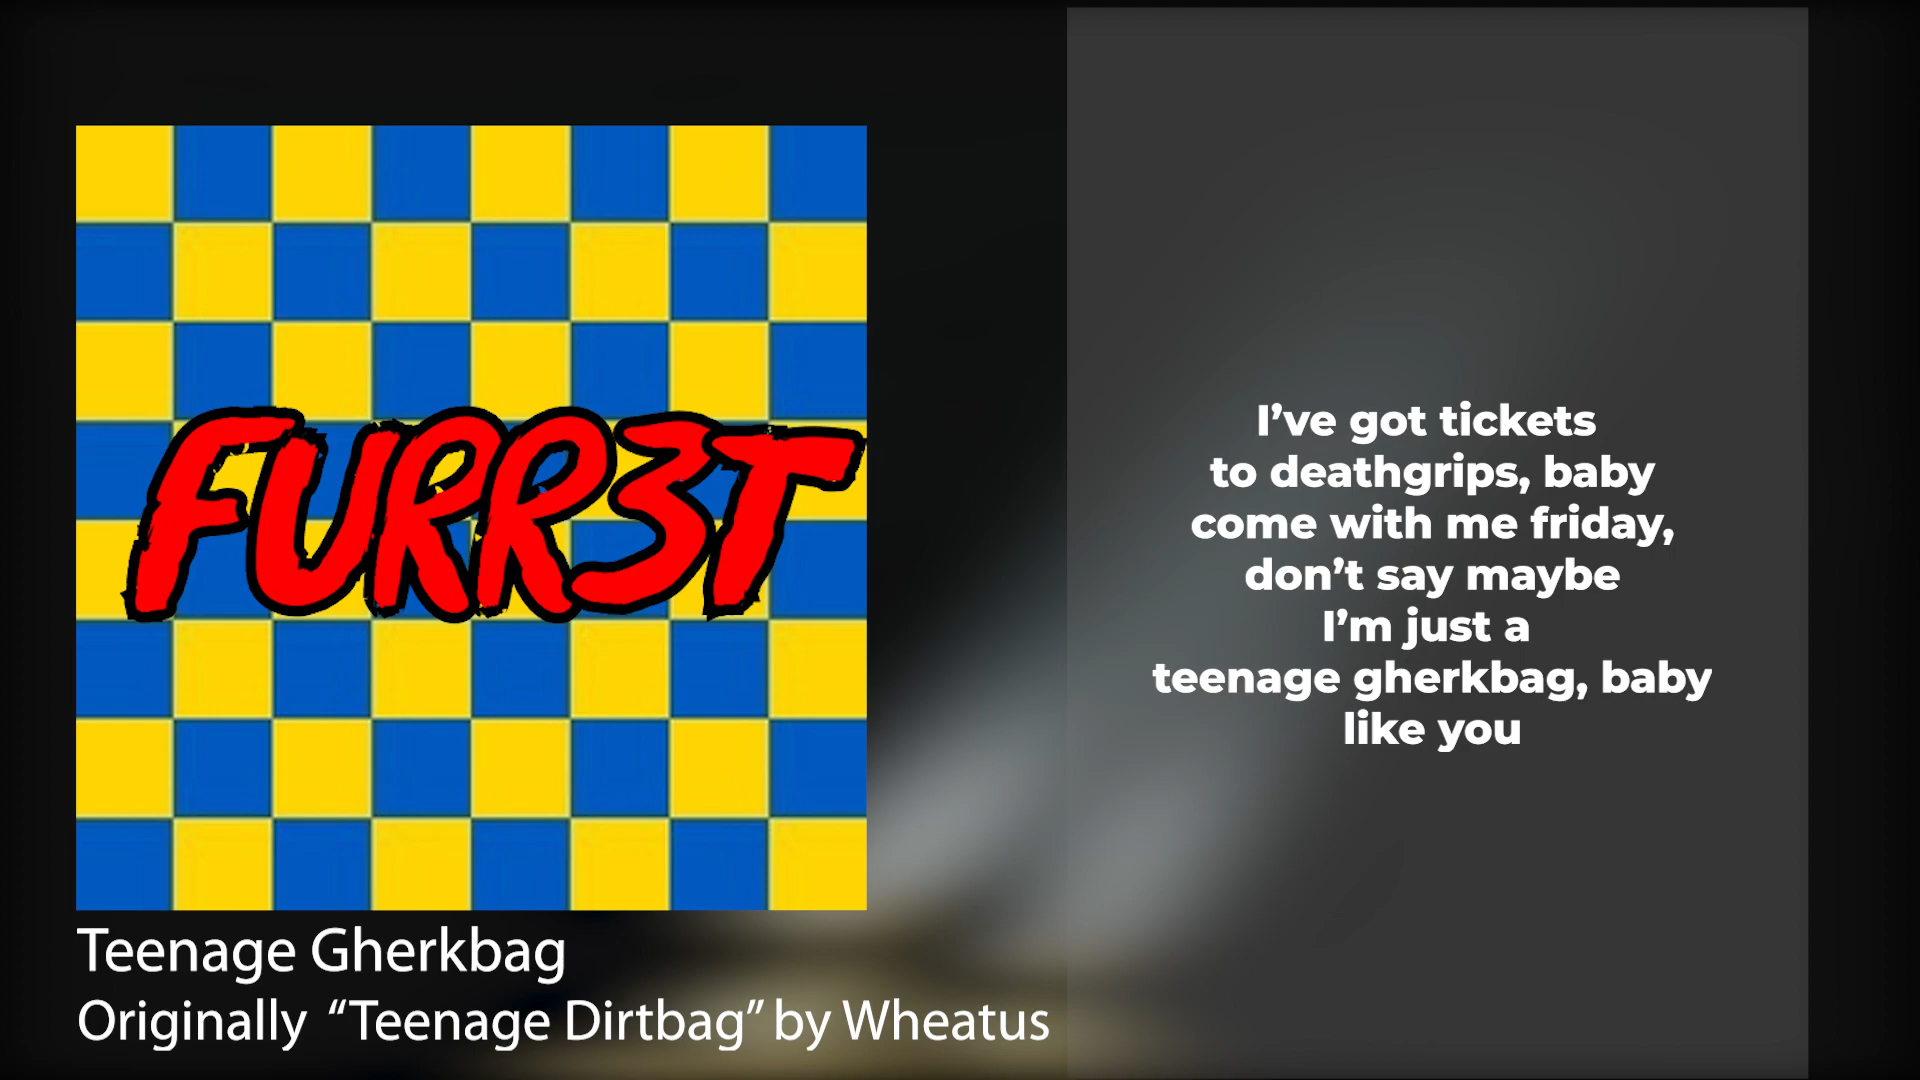 FURR3T
Teenage Gherkbag
Originally “Teenage Dirtbag” by Wheatus
I’ve got tickets
to deathgrips, baby
come with me friday,
don’t say maybe
I’m just a
teenage gherkbag, baby
like you